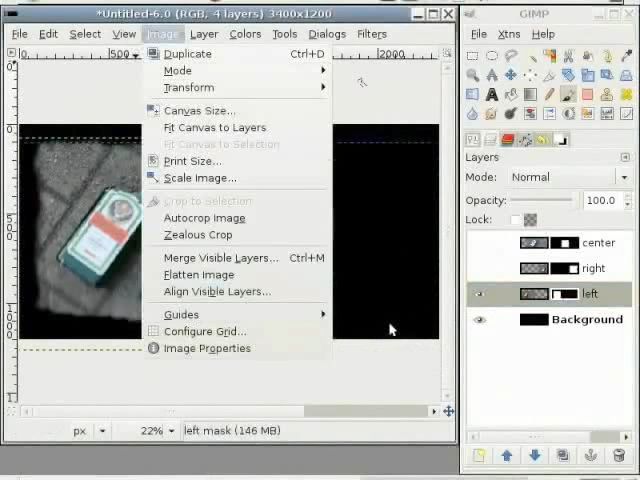 *Untitled-6.0 (RGB, 4 layers) 3400x1200
File Edit Select View Image Layer Colors Tools Dialogs Filters
0 500 2000
Duplicate Ctrl+D
Mode
Transform
Canvas Size...
Fit Canvas to Layers
Fit Canvas to Selection
Print Size...
Scale Image...
Crop to Selection
Autocrop Image
Zealous Crop
Merge Visible Layers... Ctrl+M
Flatten Image
Align Visible Layers...
Guides
Configure Grid...
Image Properties
px 22% left mask (146 MB)
GIMP
File Xtns Help
Layers
Mode: Normal
Opacity: 100.0
Lock:
center
right
left
Background